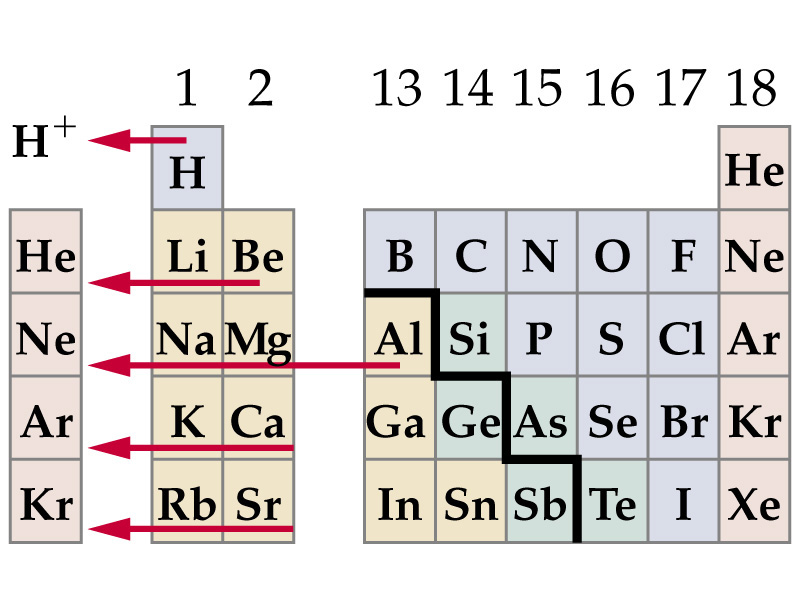 1 2 13 14 15 16 17 18
H⁺ H He
He Li Be B C N O F Ne
Ne Na Mg Al Si P S Cl Ar
Ar K Ca Ga Ge As Se Br Kr
Kr Rb Sr In Sn Sb Te I Xe